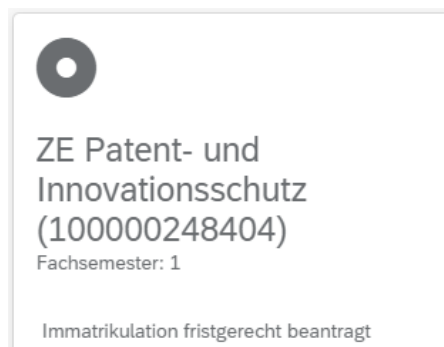 ZE Patent- und
Innovationsschutz
(100000248404)
Fachsemester: 1
Immatrikulation fristgerecht beantragt